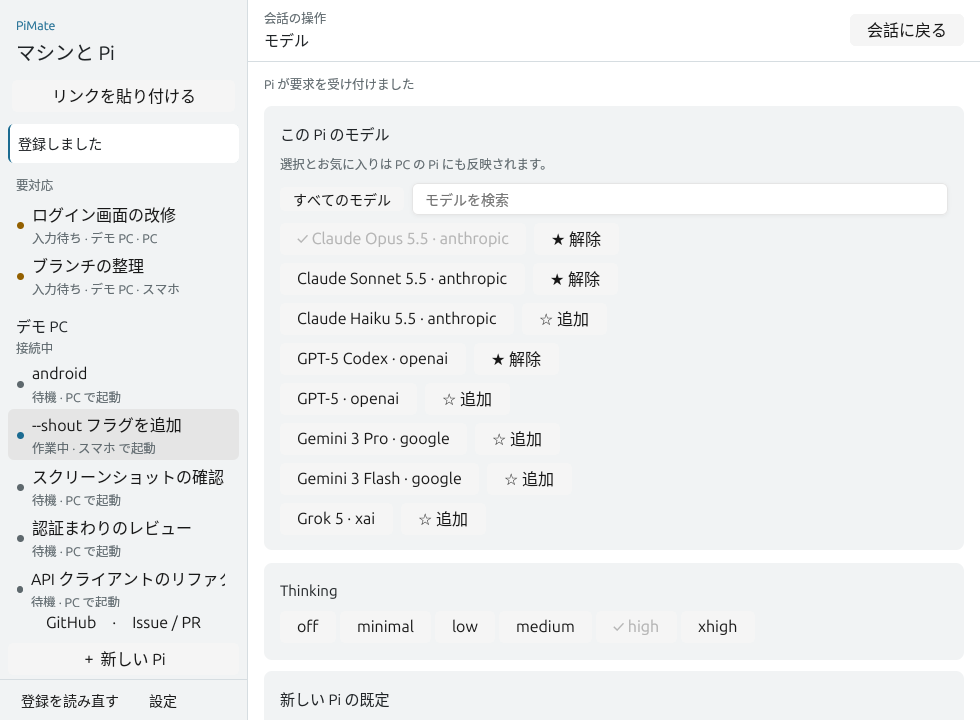 PiMate
マシンと Pi
リンクを貼り付ける
登録しました
要対応
ログイン画面の改修
入力待ち · デモ PC · PC
ブランチの整理
入力待ち · デモ PC · スマホ
デモ PC
接続中
android
待機 · PC で起動
--shout フラグを追加
作業中 · スマホ で起動
スクリーンショットの確認
待機 · PC で起動
認証まわりのレビュー
待機 · PC で起動
API クライアントのリファ
待機 · PC で起動
GitHub · Issue / PR
+ 新しい Pi
登録を読み直す 設定
会話の操作
モデル
会話に戻る
Pi が要求を受け付けました
この Pi のモデル
選択とお気に入りは PC の Pi にも反映されます。
すべてのモデル モデルを検索
✓ Claude Opus 5.5 · anthropic ★ 解除
Claude Sonnet 5.5 · anthropic ★ 解除
Claude Haiku 5.5 · anthropic ☆ 追加
GPT-5 Codex · openai ★ 解除
GPT-5 · openai ☆ 追加
Gemini 3 Pro · google ☆ 追加
Gemini 3 Flash · google ☆ 追加
Grok 5 · xai ☆ 追加
Thinking
off minimal low medium ✓ high xhigh
新しい Pi の既定